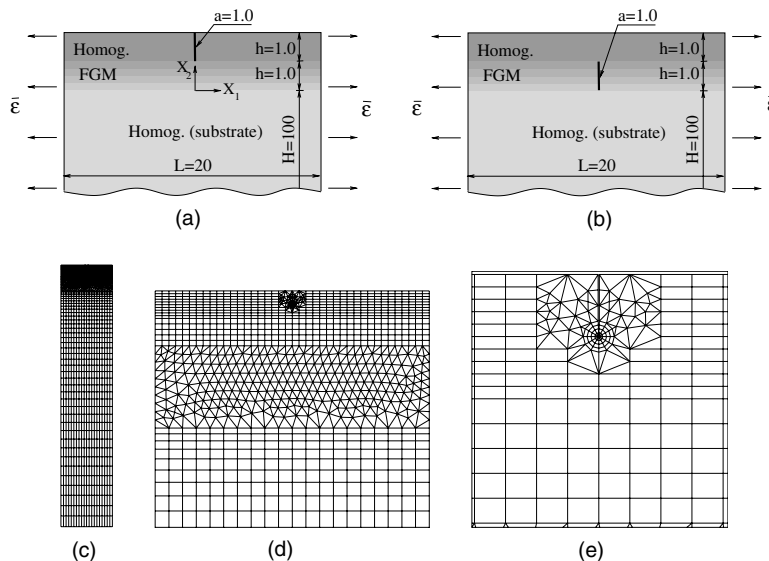 a=1.0
Homog.
h=1.0
X2
FGM
h=1.0
X1
ε̄
ε̄
Homog. (substrate)
H=100
L=20
(a)
Homog.
h=1.0
FGM
h=1.0
a=1.0
ε̄
Homog. (substrate)
H=100
L=20
(b)
(c)
(d)
(e)